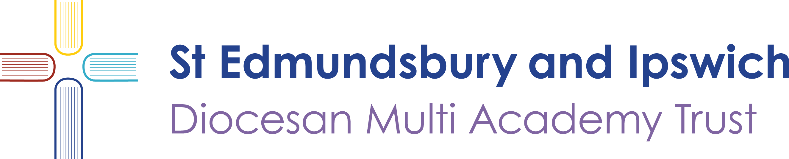 St Edmundsbury and Ipswich
Diocesan Multi Academy Trust